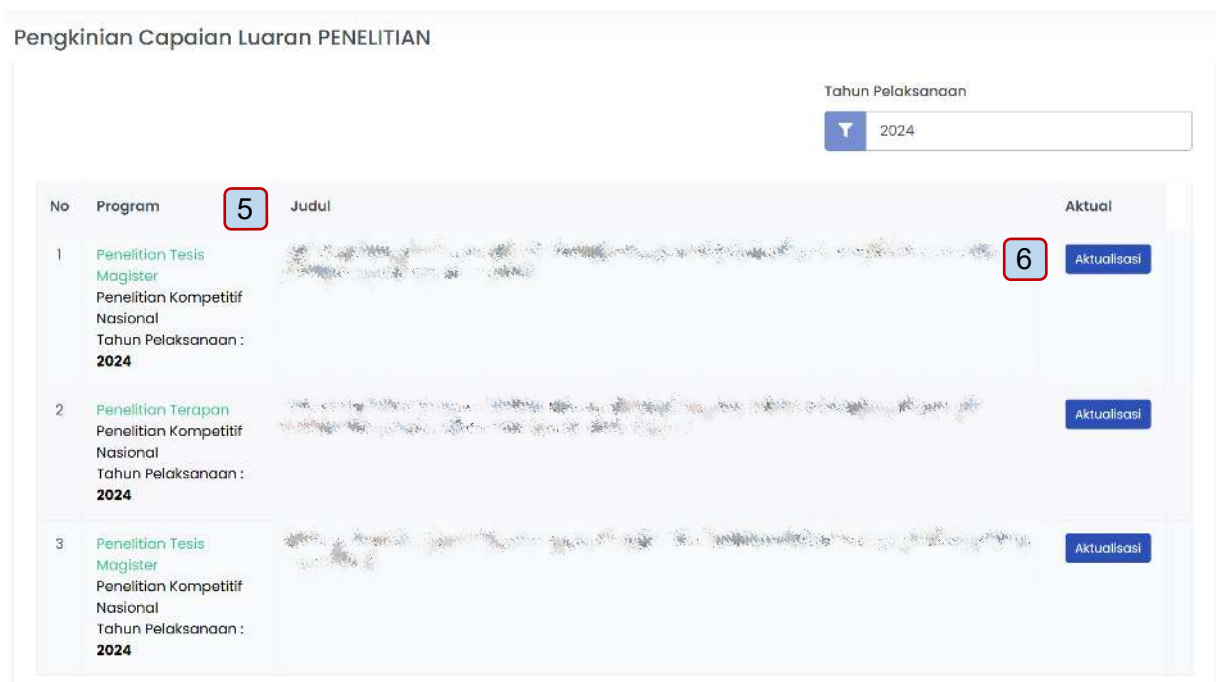 Pengkinian Capaian Luaran PENELITIAN
Tahun Pelaksanaan
2024
No Program 5 Judul Aktual
1 Penelitian Tesis
Magister
Penelitian Kompetitif
Nasional
Tahun Pelaksanaan :
2024
6 Aktualisasi
2 Penelitian Terapan
Penelitian Kompetitif
Nasional
Tahun Pelaksanaan :
2024
Aktualisasi
3 Penelitian Tesis
Magister
Penelitian Kompetitif
Nasional
Tahun Pelaksanaan :
2024
Aktualisasi